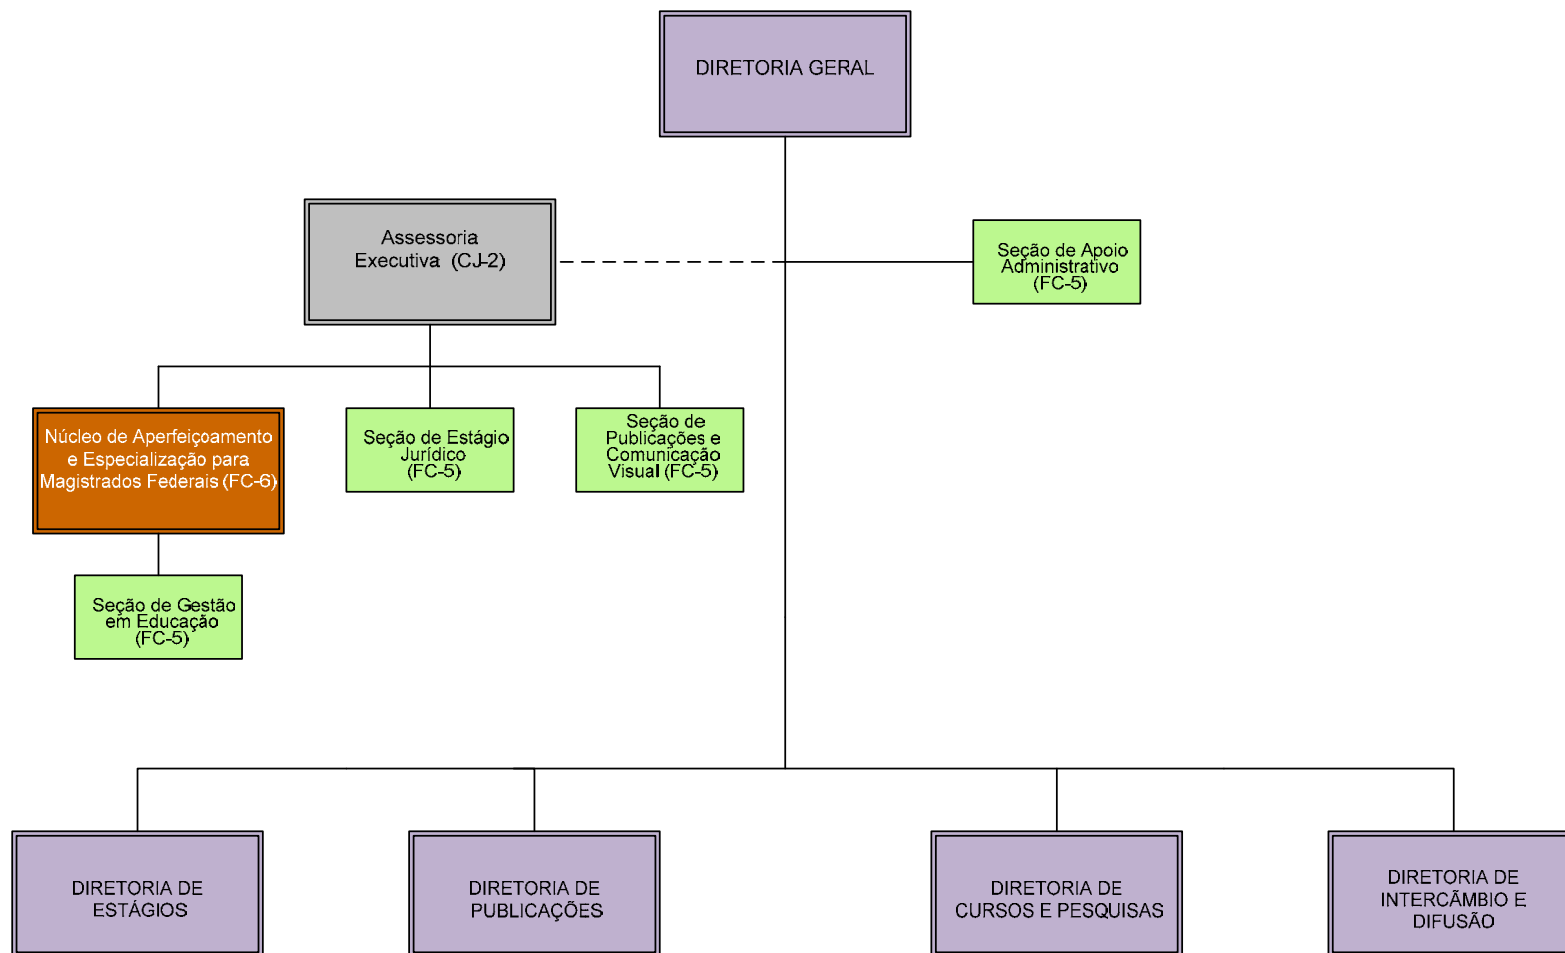 DIRETORIA GERAL
Assessoria
Executiva (CJ-2)
Seção de Apoio
Administrativo
(FC-5)
Núcleo de Aperfeiçoamento
e Especialização para
Magistrados Federais (FC-6)
Seção de Estágio
Jurídico
(FC-5)
Seção de
Publicações e
Comunicação
Visual (FC-5)
Seção de Gestão
em Educação
(FC-5)
DIRETORIA DE
ESTÁGIOS
DIRETORIA DE
PUBLICAÇÕES
DIRETORIA DE
CURSOS E PESQUISAS
DIRETORIA DE
INTERCÂMBIO E
DIFUSÃO